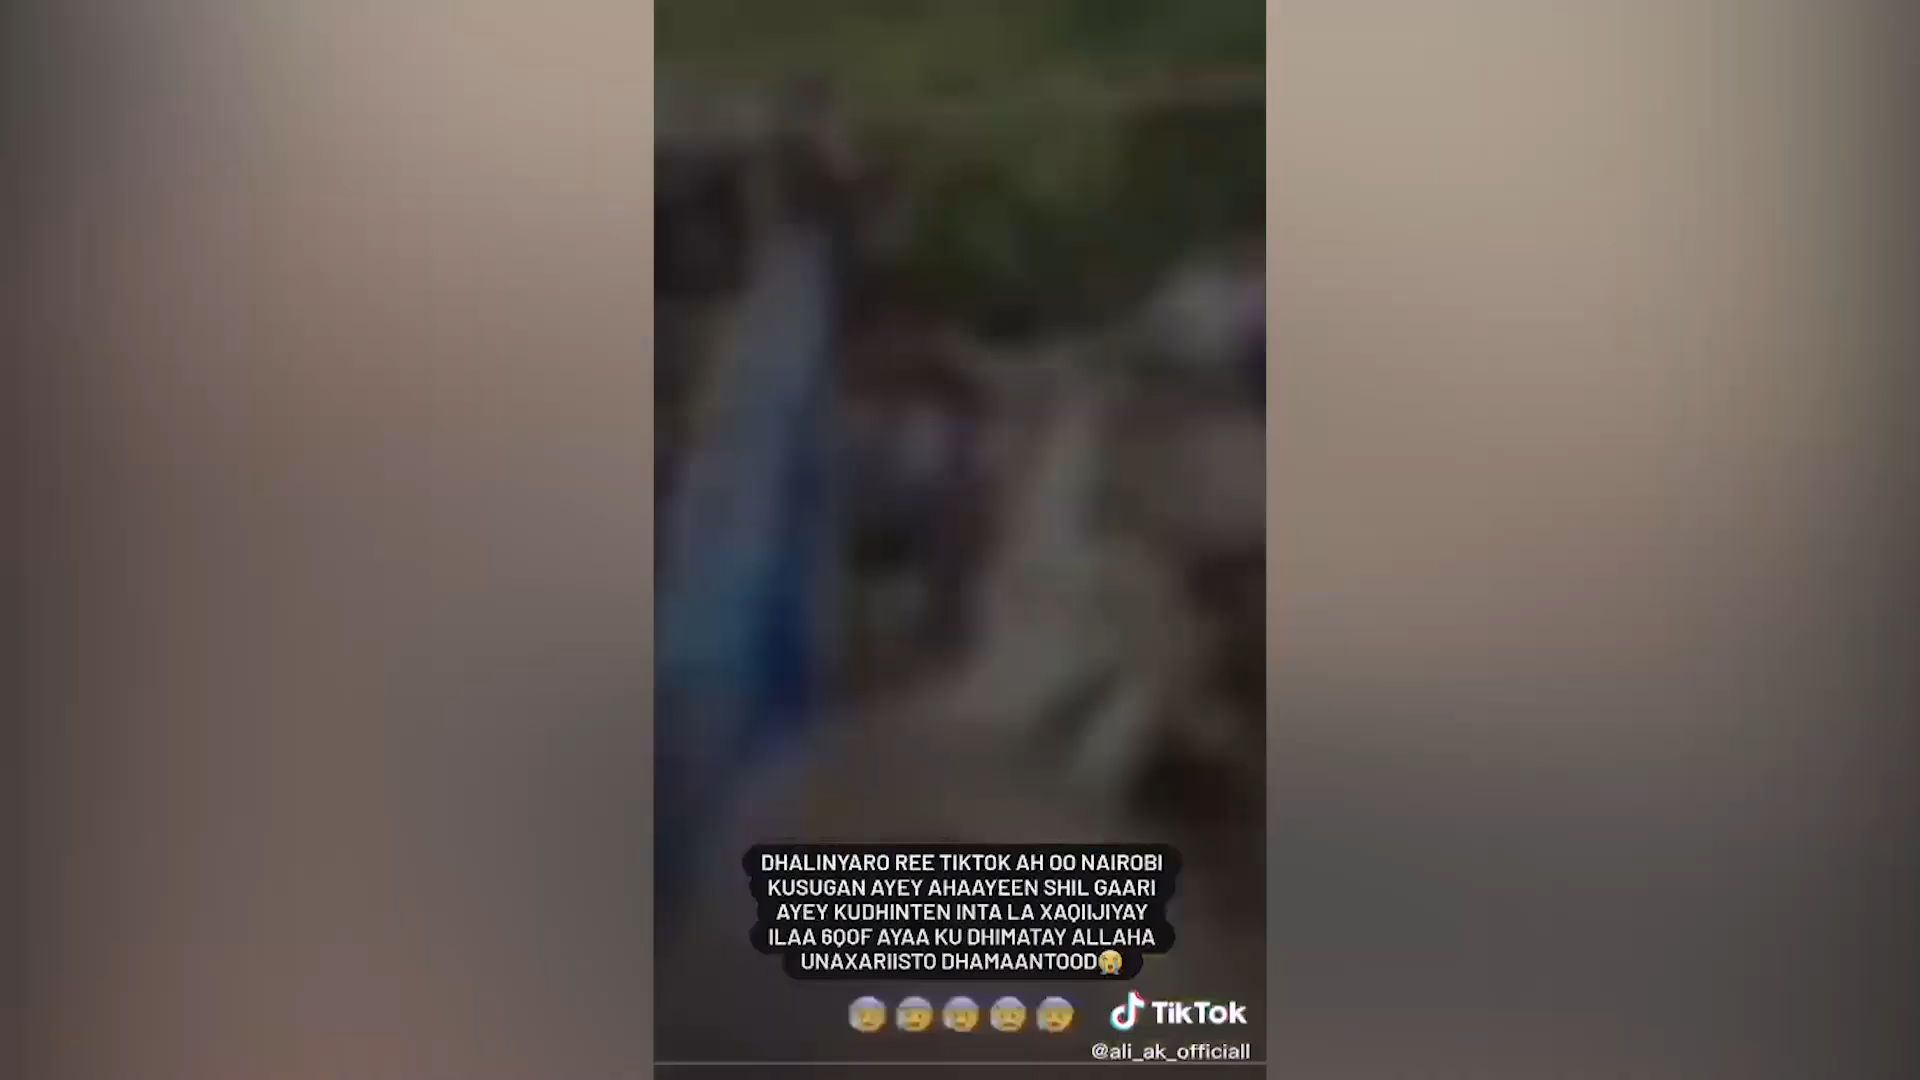 DHALINYARO REE TIKTOK AH OO NAIROBI
KUSUGAN AYEY AHAAYEEN SHIL GAARI
AYEY KUDHINTEN INTA LA XAQIIJIYAY
ILAA 6QOF AYAA KU DHIMATAY ALLAHA
UNAXARIISTO DHAMAANTOOD😭
TikTok
@ali_ak_officiall